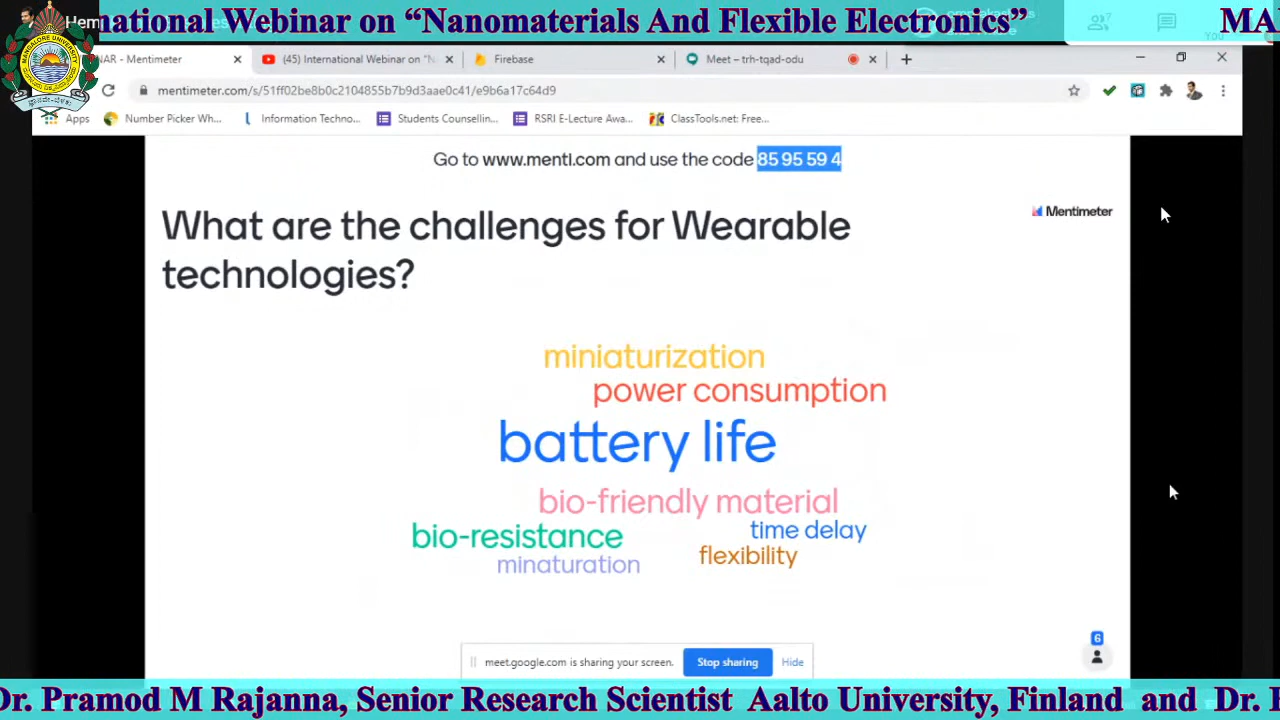 national Webinar on “Nanomaterials And Flexible Electronics” MA
NAR - Mentimeter
(45) International Webinar on "N
Firebase
Meet – trh-tqad-odu
mentimeter.com/s/51ff02be8b0c2104855b7b9d3aae0c41/e9b6a17c64d9
Apps
Number Picker Wh...
Information Techno...
Students Counsellin...
RSRI E-Lecture Awa...
ClassTools.net: Free...
Go to www.menti.com and use the code 85 95 59 4
What are the challenges for Wearable
technologies?
Mentimeter
miniaturization
power consumption
battery life
bio-friendly material
bio-resistance
time delay
flexibility
minaturation
6
meet.google.com is sharing your screen.
Stop sharing
Hide
Dr. Pramod M Rajanna, Senior Research Scientist Aalto University, Finland and Dr.